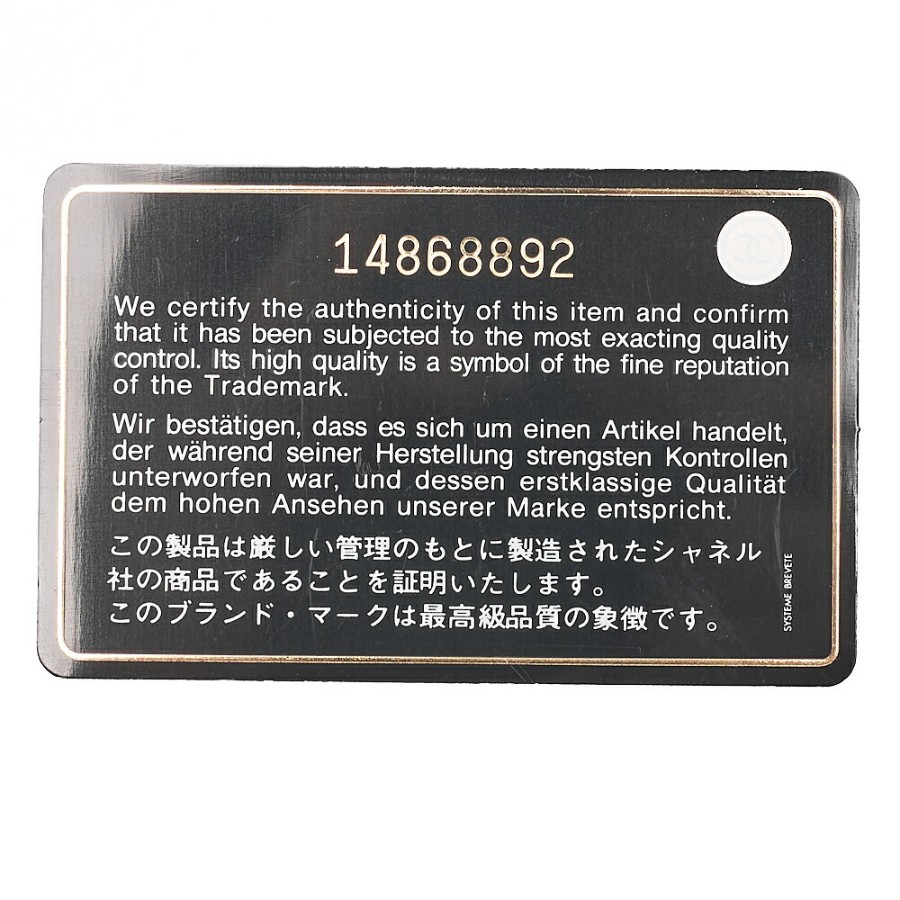 14868892
We certify the authenticity of this item and confirm
that it has been subjected to the most exacting quality
control. Its high quality is a symbol of the fine reputation
of the Trademark.
Wir bestätigen, dass es sich um einen Artikel handelt,
der während seiner Herstellung strengsten Kontrollen
unterworfen war, und dessen erstklassige Qualität
dem hohen Ansehen unserer Marke entspricht.
この製品は厳しい管理のもとに製造されたシャネル
社の商品であることを証明いたします。
このブランド・マークは最高級品質の象徴です。
SYSTEME BREVETE